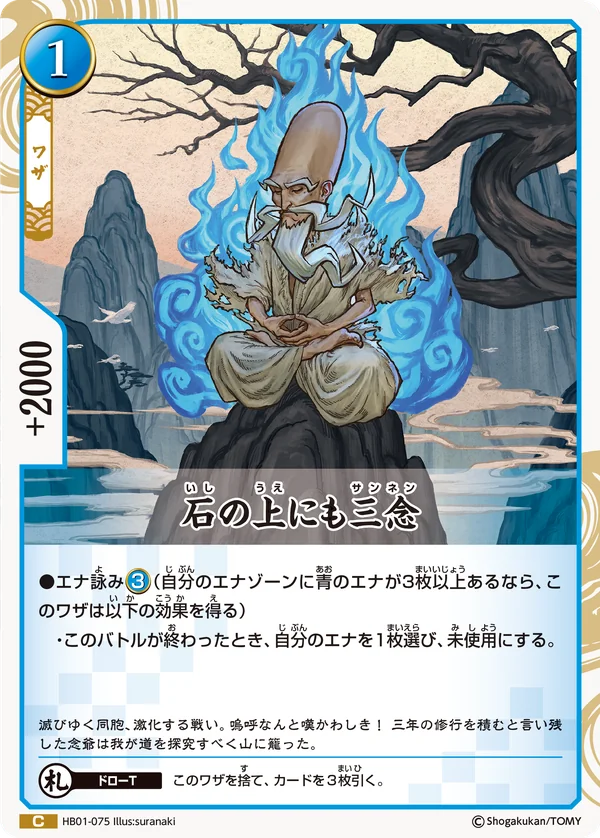 1
ワザ
+2000
いし うえ サンネン
石の上にも三念
●エナ詠み3(自分のエナゾーンに青のエナが3枚以上あるなら、こ
のワザは以下の効果を得る)
・このバトルが終わったとき、自分のエナを1枚選び、未使用にする。
滅びゆく同胞、激化する戦い。嗚呼なんと嘆かわしき! 三年の修行を積むと言い残
した念爺は我が道を探究すべく山に籠った。
札 ドローT このワザを捨て、カードを3枚引く。
C HB01-075 Illus:suranaki ©Shogakukan/TOMY